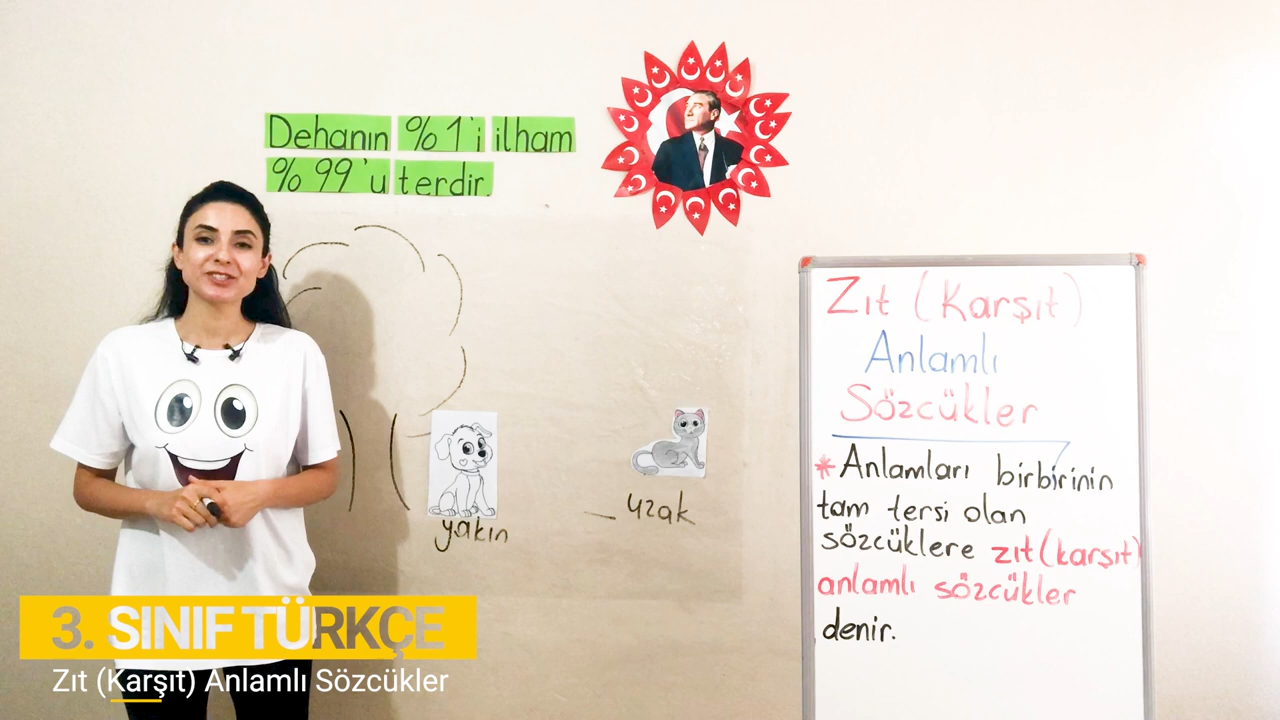 Dehanın %1'i ilham
%99'u terdir.
yakın
uzak
Zıt (Karşıt)
Anlamlı
Sözcükler
* Anlamları birbirinin
tam tersi olan
sözcüklere zıt (karşıt)
anlamlı sözcükler
denir.
3. SINIF TÜRKÇE
Zıt (Karşıt) Anlamlı Sözcükler